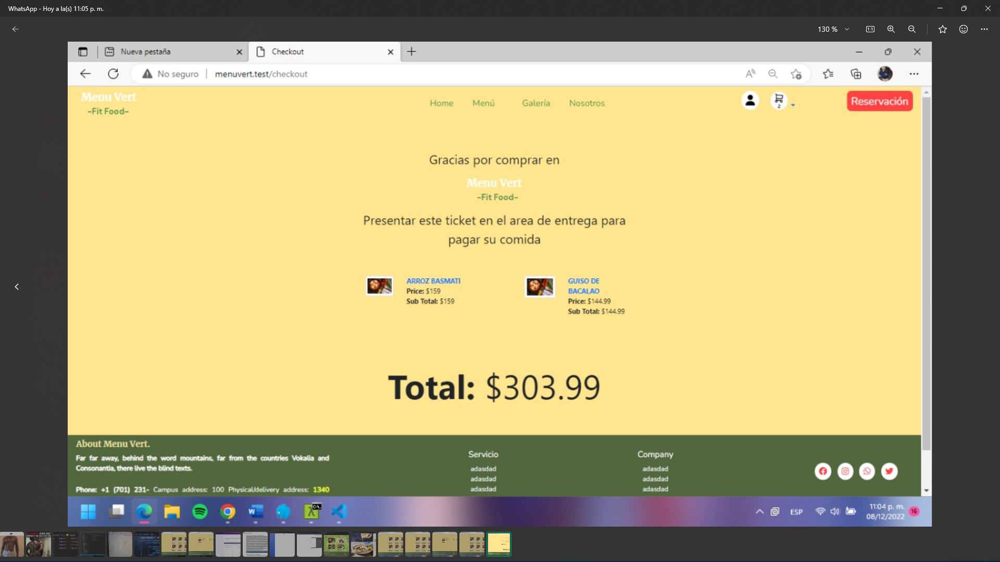 WhatsApp - Hoy a la(s) 11:05 p. m.
130 %
Nueva pestaña
Checkout
No seguro
menuvert.test/checkout
Menu Vert
-Fit Food-
Home
Menú
Galería
Nosotros
2
Reservación
Gracias por comprar en
Menu Vert
-Fit Food-
Presentar este ticket en el area de entrega para
pagar su comida
ARROZ BASMATI
Price: $159
Sub Total: $159
GUISO DE
BACALAO
Price: $144.99
Sub Total: $144.99
Total: $303.99
About Menu Vert.
Far far away, behind the word mountains, far from the countries Vokalia and
Consonantia, there live the blind texts.
Phone: +1 (701) 231- Campus address: 100 Physical/delivery address: 1340
Servicio
adasdad
adasdad
adasdad
Company
adasdad
adasdad
adasdad
ESP
11:04 p. m.
08/12/2022
16